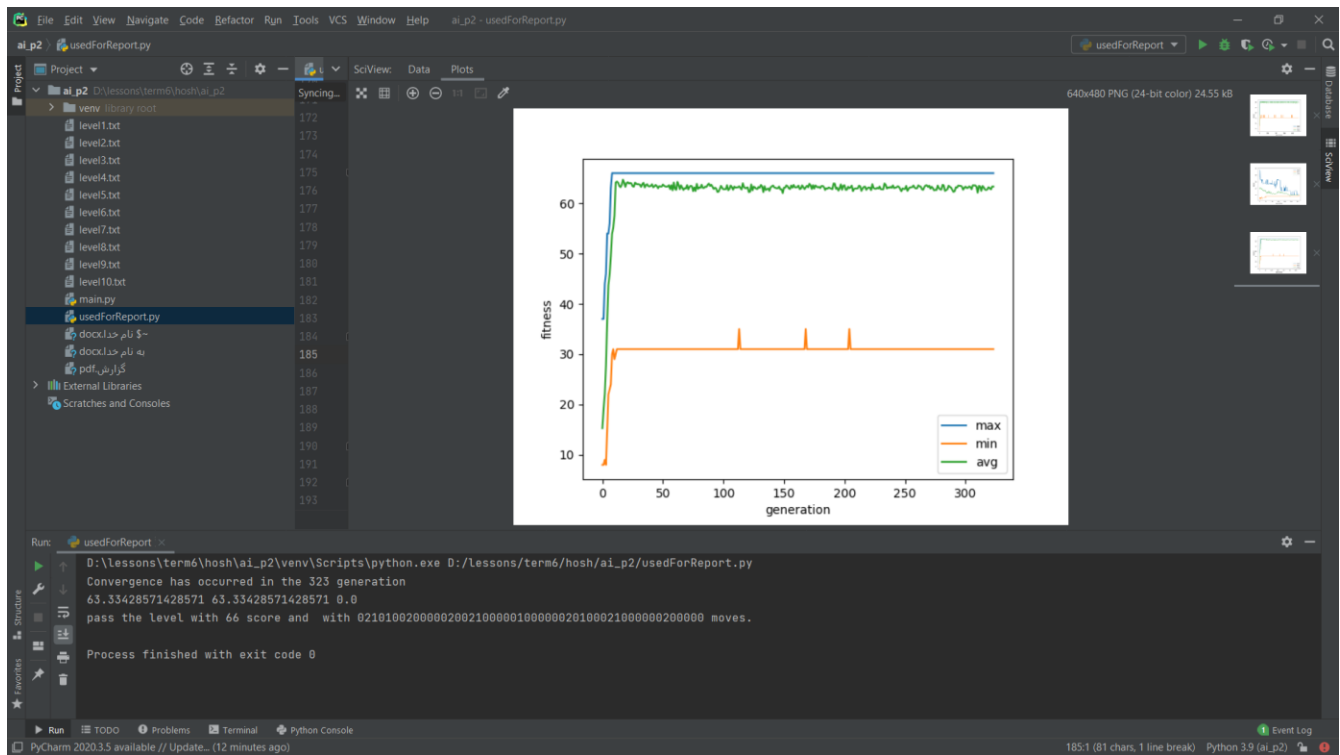 File Edit View Navigate Code Refactor Run Tools VCS Window Help ai_p2 - usedForReport.py
ai_p2 usedForReport.py
usedForReport
Project
Project
SciView: Data Plots
ai_p2 D:\lessons\term6\hosh\ai_p2
Syncing...
1:1
640x480 PNG (24-bit color) 24.55 kB
Database
SciView
venv library root
level1.txt
level2.txt
level3.txt
level4.txt
level5.txt
level6.txt
level7.txt
level8.txt
level9.txt
level10.txt
main.py
usedForReport.py
~$ نام خدا.docx
به نام خدا.docx
گزارش.pdf
External Libraries
Scratches and Consoles
172
173
174
175
176
177
178
179
180
181
182
183
184
185
186
187
188
189
190
191
192
193
60
50
40
30
20
10
fitness
0 50 100 150 200 250 300
generation
max
min
avg
Run: usedForReport
D:\lessons\term6\hosh\ai_p2\venv\Scripts\python.exe D:/lessons/term6/hosh/ai_p2/usedForReport.py
Convergence has occurred in the 323 generation
63.33428571428571 63.33428571428571 0.0
pass the level with 66 score and  with 02101002000002002100000100000020100021000000200000 moves.
Process finished with exit code 0
Structure
Favorites
Run TODO Problems Terminal Python Console
1 Event Log
PyCharm 2020.3.5 available // Update... (12 minutes ago)
185:1 (81 chars, 1 line break) Python 3.9 (ai_p2)